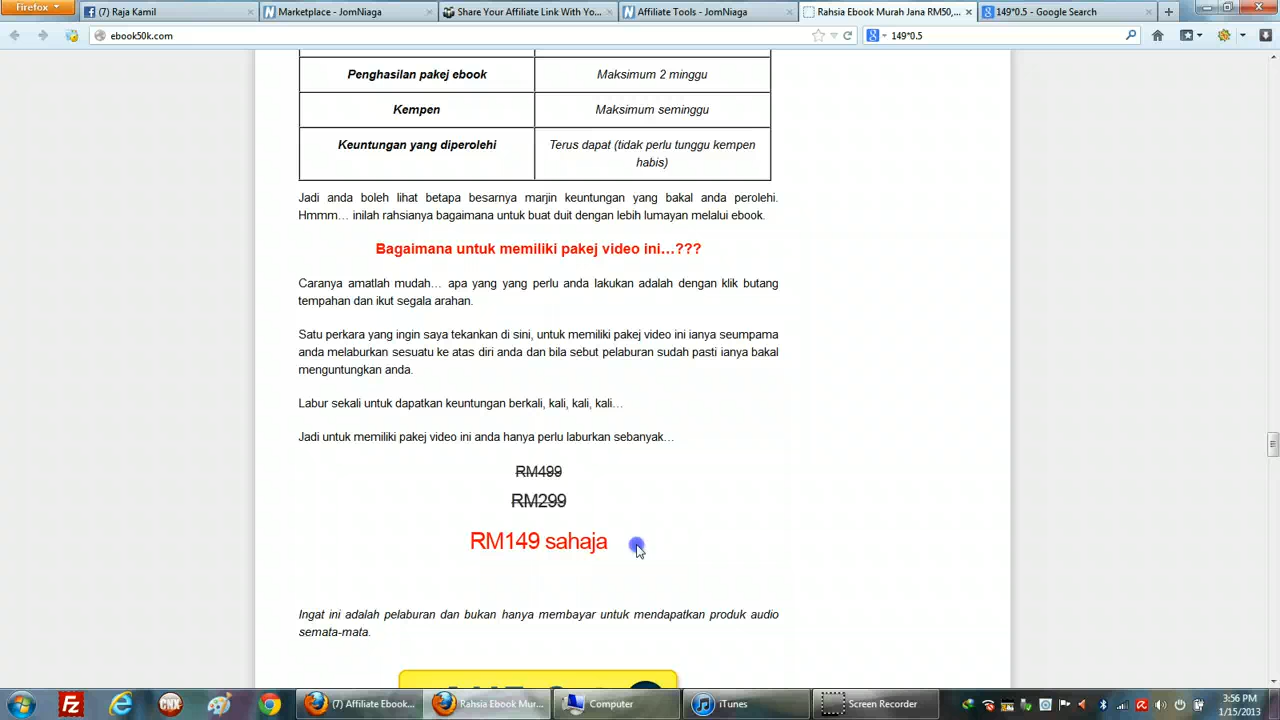 Firefox
(7) Raja Kamil
Marketplace - JomNiaga
Share Your Affiliate Link With Yo...
Affiliate Tools - JomNiaga
Rahsia Ebook Murah Jana RM50,...
149*0.5 - Google Search
ebook50k.com
149*0.5
Penghasilan pakej ebook
Maksimum 2 minggu
Kempen
Maksimum seminggu
Keuntungan yang diperolehi
Terus dapat (tidak perlu tunggu kempen
habis)
Jadi anda boleh lihat betapa besarnya marjin keuntungan yang bakal anda perolehi.
Hmmm… inilah rahsianya bagaimana untuk buat duit dengan lebih lumayan melalui ebook.
Bagaimana untuk memiliki pakej video ini…???
Caranya amatlah mudah… apa yang yang perlu anda lakukan adalah dengan klik butang
tempahan dan ikut segala arahan.
Satu perkara yang ingin saya tekankan di sini, untuk memiliki pakej video ini ianya seumpama
anda melaburkan sesuatu ke atas diri anda dan bila sebut pelaburan sudah pasti ianya bakal
menguntungkan anda.
Labur sekali untuk dapatkan keuntungan berkali, kali, kali, kali…
Jadi untuk memiliki pakej video ini anda hanya perlu laburkan sebanyak…
RM499
RM299
RM149 sahaja
Ingat ini adalah pelaburan dan bukan hanya membayar untuk mendapatkan produk audio
semata-mata.
(7) Affiliate Ebook...
Rahsia Ebook Mur...
Computer
iTunes
Screen Recorder
3:56 PM
1/15/2013